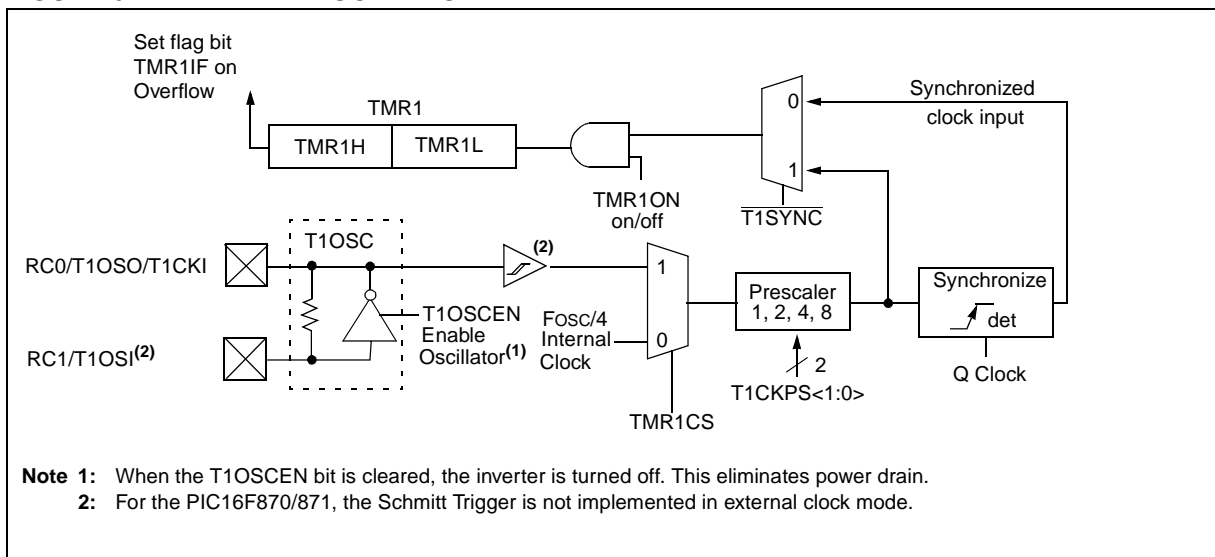 Set flag bit
TMR1IF on
Overflow
TMR1
TMR1H
TMR1L
TMR1ON
on/off
0
1
T1SYNC
Synchronized
clock input
RC0/T1OSO/T1CKI
T1OSC
(2)
RC1/T1OSI(2)
T1OSCEN
Enable
Oscillator(1)
FOSC/4
Internal
Clock
1
0
TMR1CS
Prescaler
1, 2, 4, 8
2
T1CKPS<1:0>
Synchronize
det
Q Clock
Note 1: When the T1OSCEN bit is cleared, the inverter is turned off. This eliminates power drain.
2: For the PIC16F870/871, the Schmitt Trigger is not implemented in external clock mode.